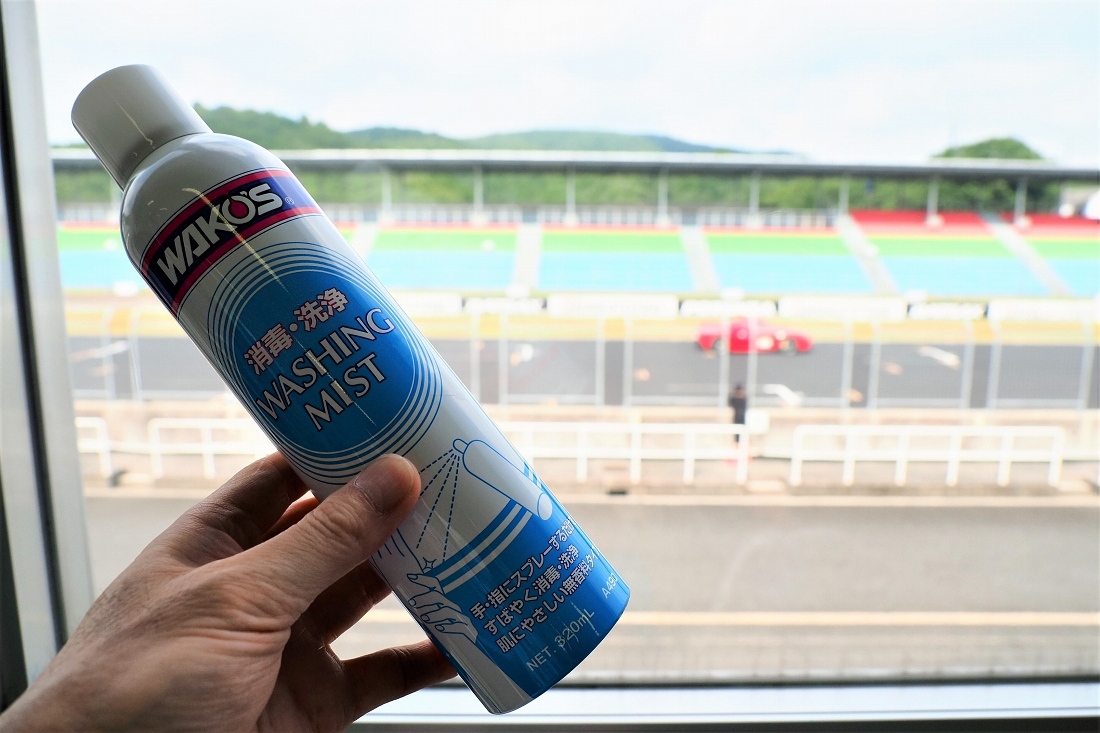 WAKO'S®
消毒・洗浄
WASHING
MIST
手・指にスプレーするだけ
すばやく消毒・洗浄
肌にやさしい無香料タ
NET. 320mL